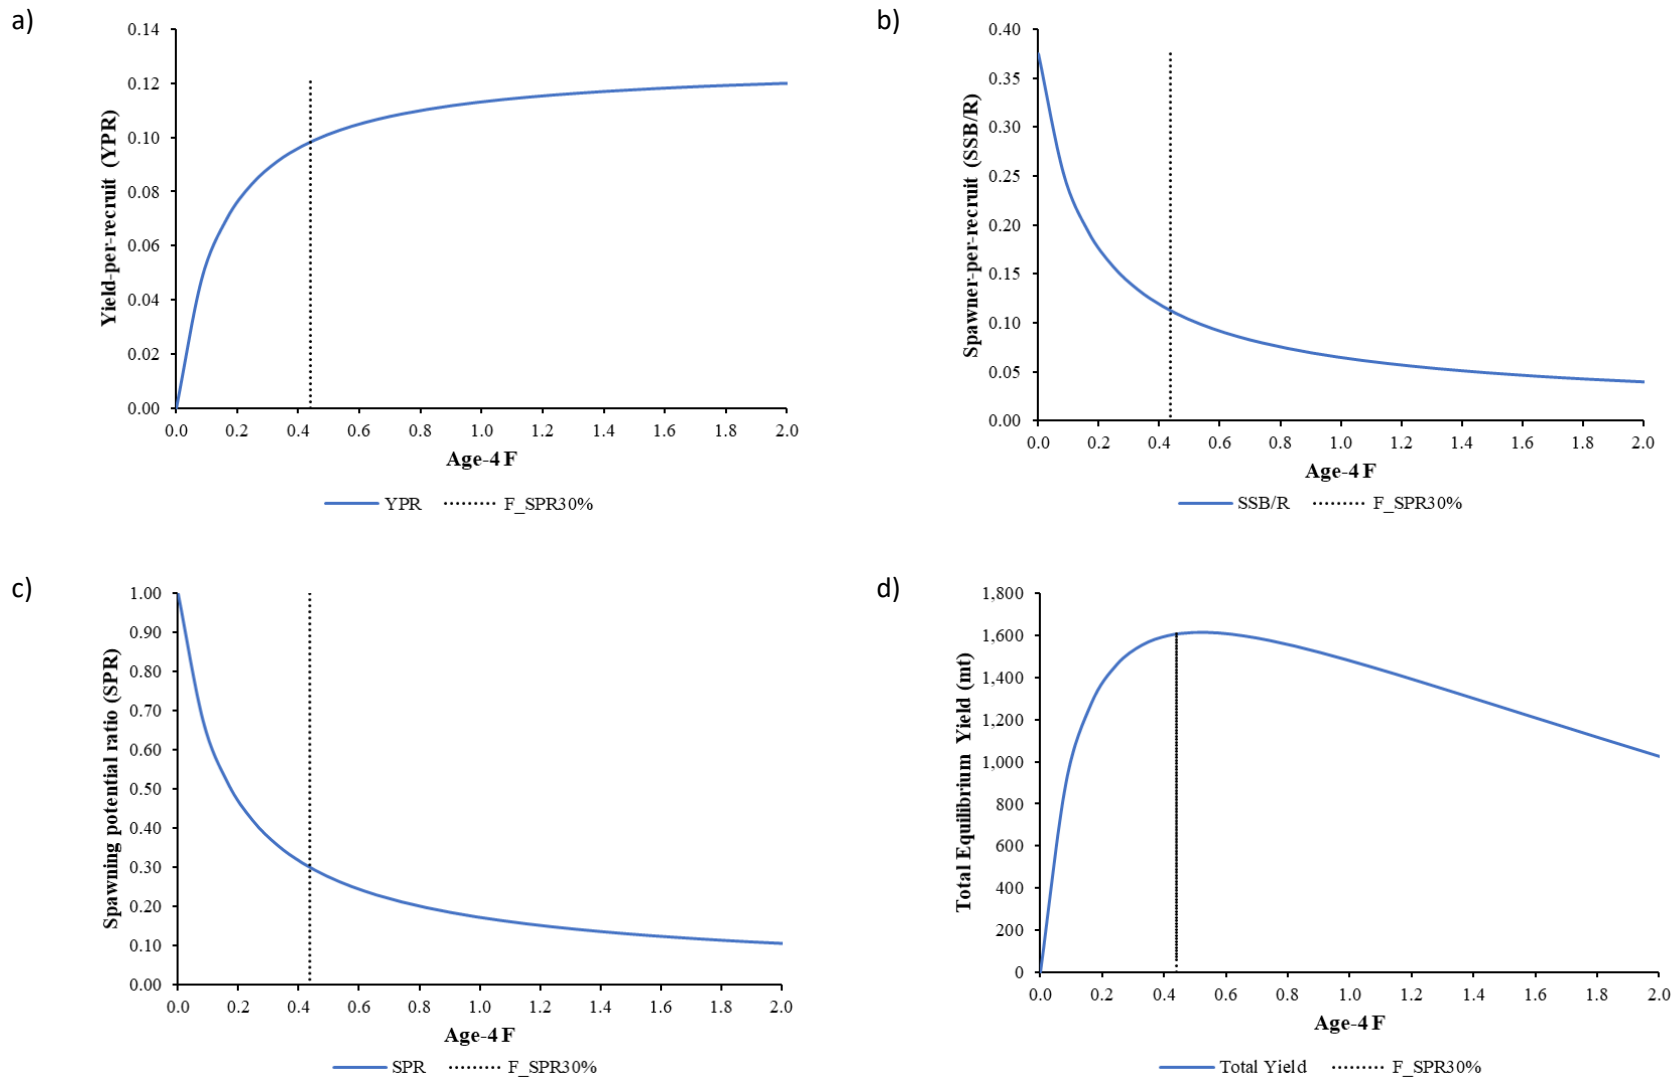 a)
Yield-per-recruit (YPR)
0.14
0.12
0.10
0.08
0.06
0.04
0.02
0.00
0.0 0.2 0.4 0.6 0.8 1.0 1.2 1.4 1.6 1.8 2.0
Age-4 F
YPR F_SPR30%
b)
Spawner-per-recruit (SSB/R)
0.40
0.35
0.30
0.25
0.20
0.15
0.10
0.05
0.00
0.0 0.2 0.4 0.6 0.8 1.0 1.2 1.4 1.6 1.8 2.0
Age-4 F
SSB/R F_SPR30%
c)
Spawning potential ratio (SPR)
1.00
0.90
0.80
0.70
0.60
0.50
0.40
0.30
0.20
0.10
0.00
0.0 0.2 0.4 0.6 0.8 1.0 1.2 1.4 1.6 1.8 2.0
Age-4 F
SPR F_SPR30%
d)
Total Equilibrium Yield (mt)
1,800
1,600
1,400
1,200
1,000
800
600
400
200
0
0.0 0.2 0.4 0.6 0.8 1.0 1.2 1.4 1.6 1.8 2.0
Age-4 F
Total Yield F_SPR30%